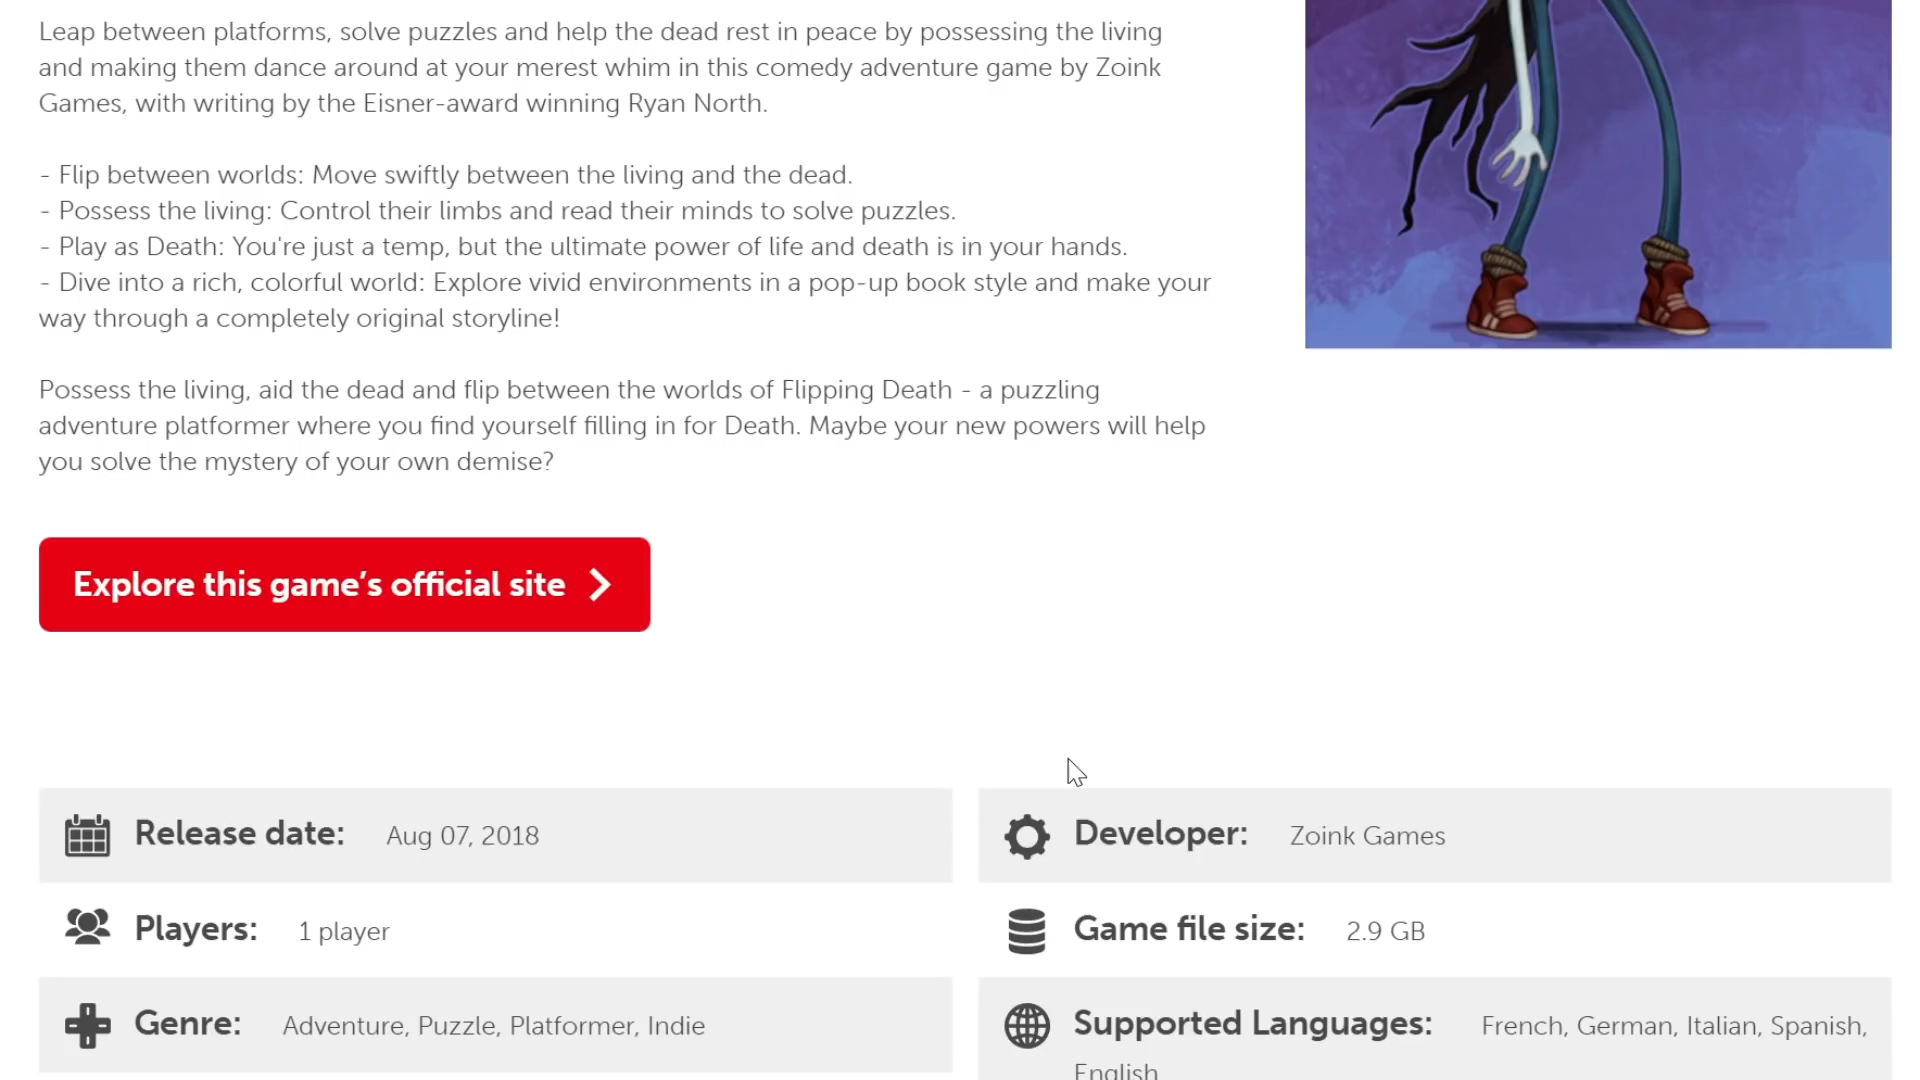 Leap between platforms, solve puzzles and help the dead rest in peace by possessing the living
and making them dance around at your merest whim in this comedy adventure game by Zoink
Games, with writing by the Eisner-award winning Ryan North.
- Flip between worlds: Move swiftly between the living and the dead.
- Possess the living: Control their limbs and read their minds to solve puzzles.
- Play as Death: You're just a temp, but the ultimate power of life and death is in your hands.
- Dive into a rich, colorful world: Explore vivid environments in a pop-up book style and make your
way through a completely original storyline!
Possess the living, aid the dead and flip between the worlds of Flipping Death - a puzzling
adventure platformer where you find yourself filling in for Death. Maybe your new powers will help
you solve the mystery of your own demise?
Explore this game's official site
Release date: Aug 07, 2018
Developer: Zoink Games
Players: 1 player
Game file size: 2.9 GB
Genre: Adventure, Puzzle, Platformer, Indie
Supported Languages: French, German, Italian, Spanish,
English